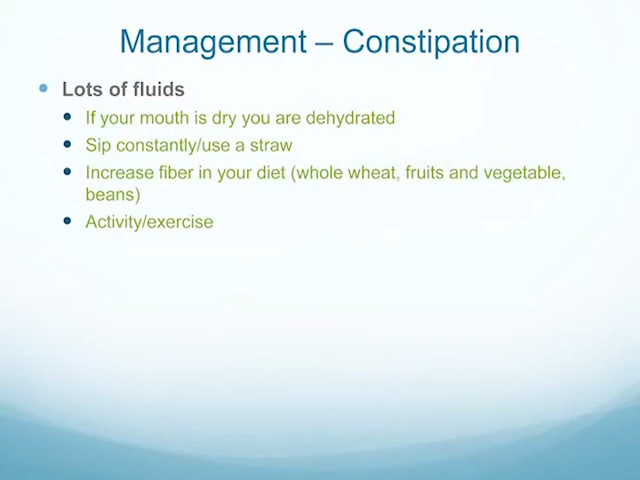 Management – Constipation
Lots of fluids
If your mouth is dry you are dehydrated
Sip constantly/use a straw
Increase fiber in your diet (whole wheat, fruits and vegetable,
beans)
Activity/exercise